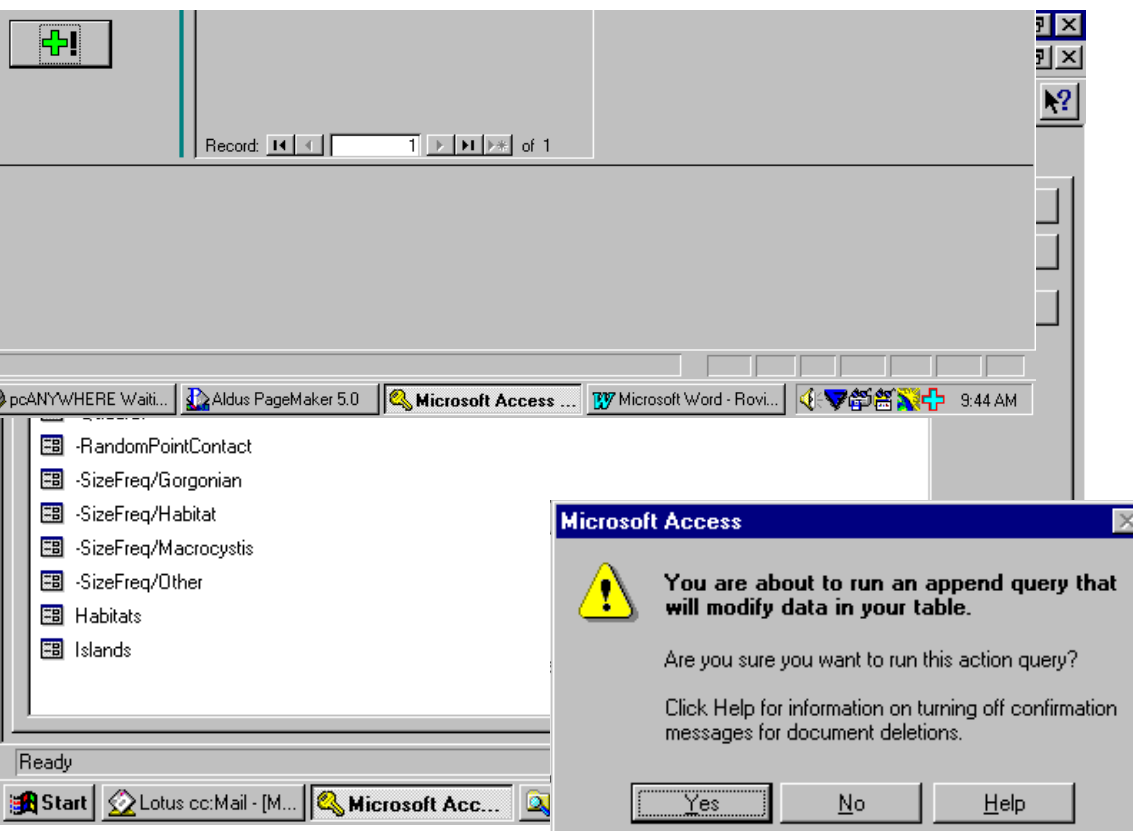 Record: 1 of 1
pcANYWHERE Waiti...
Aldus PageMaker 5.0
Microsoft Access ...
Microsoft Word - Rovi...
9:44 AM
-RandomPointContact
-SizeFreq/Gorgonian
-SizeFreq/Habitat
-SizeFreq/Macrocystis
-SizeFreq/Other
Habitats
Islands
Microsoft Access
You are about to run an append query that
will modify data in your table.
Are you sure you want to run this action query?
Click Help for information on turning off confirmation
messages for document deletions.
Yes
No
Help
Ready
Start
Lotus cc:Mail - [M...
Microsoft Acc...